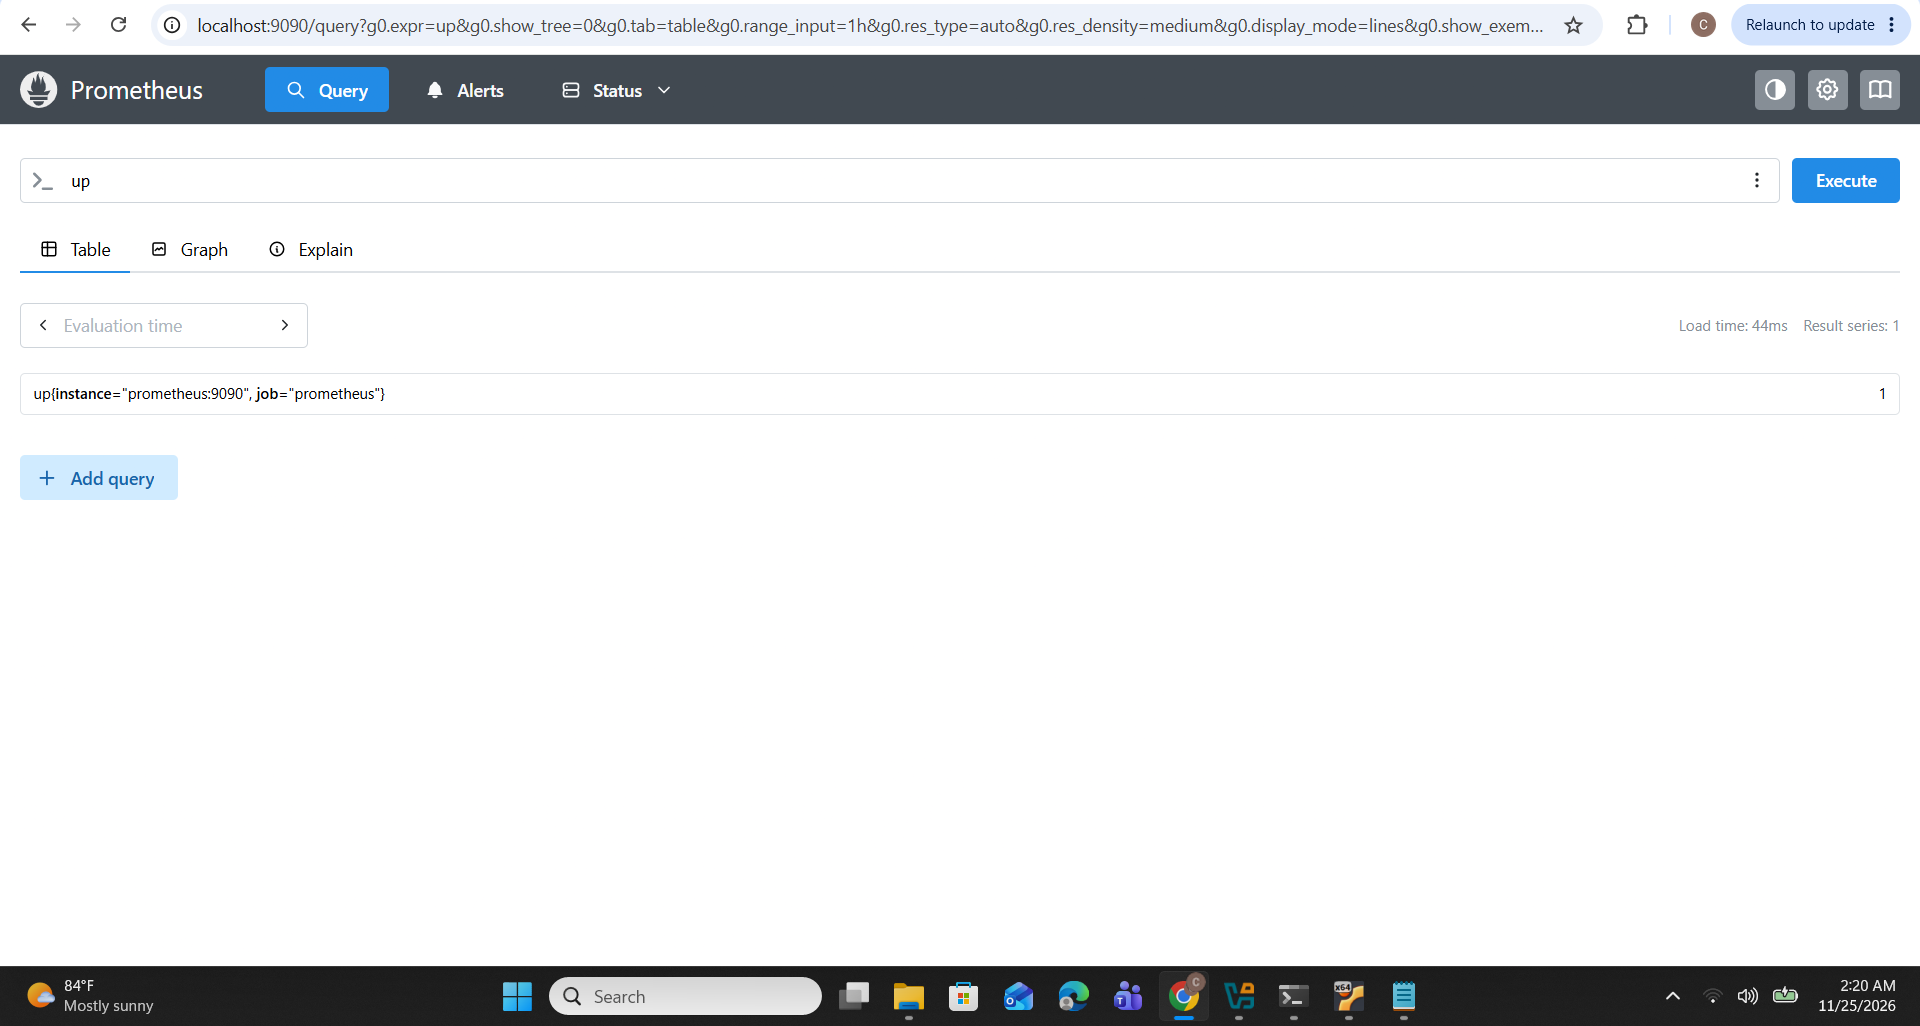 localhost:9090/query?g0.expr=up&g0.show_tree=0&g0.tab=table&g0.range_input=1h&g0.res_type=auto&g0.res_density=medium&g0.display_mode=lines&g0.show_exem...
C
Relaunch to update
Prometheus
Query
Alerts
Status
up
Execute
Table
Graph
Explain
Evaluation time
Load time: 44ms
Result series: 1
up{instance="prometheus:9090", job="prometheus"}
1
Add query
84°F
Mostly sunny
Search
C
x64
2:20 AM
11/25/2026